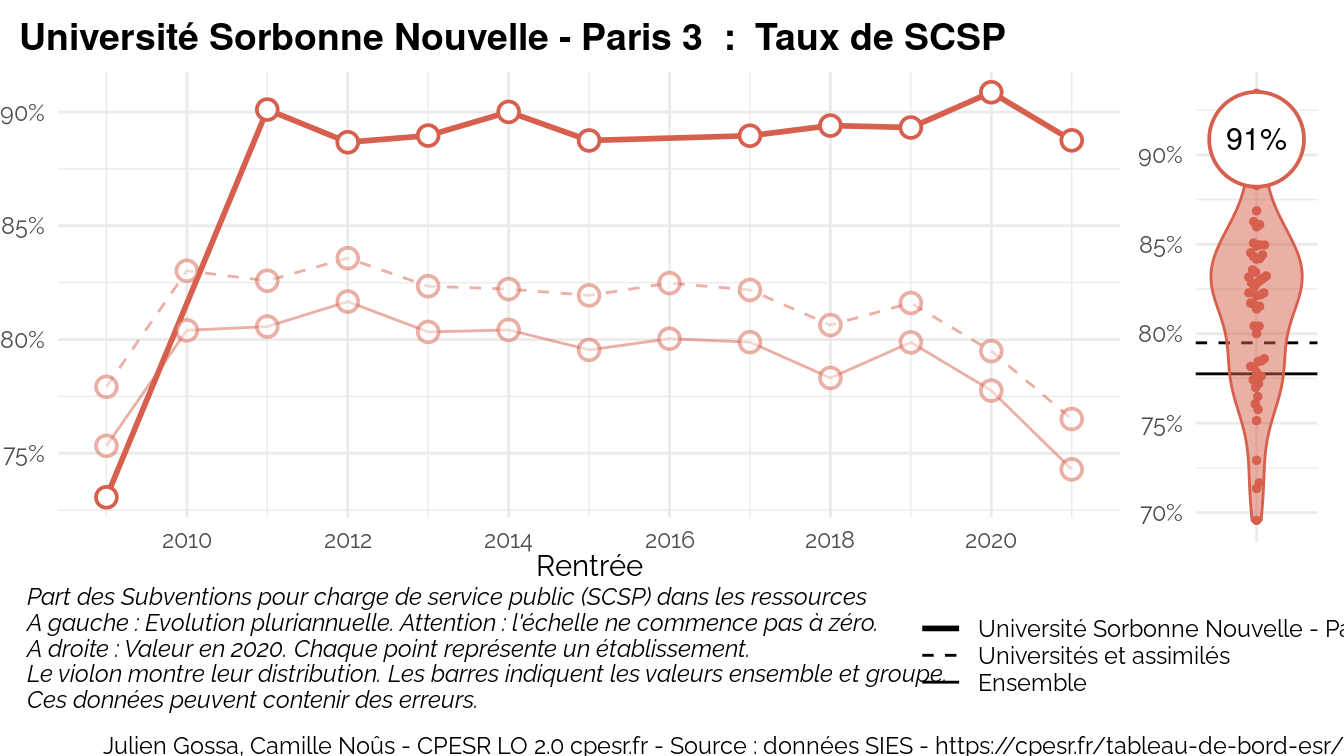 Université Sorbonne Nouvelle - Paris 3  :  Taux de SCSP
90%
85%
80%
75%
2010 2012 2014 2016 2018 2020
Rentrée
91%
90%
85%
80%
75%
70%
Part des Subventions pour charge de service public (SCSP) dans les ressources
A gauche : Evolution pluriannuelle. Attention : l'échelle ne commence pas à zéro.
A droite : Valeur en 2020. Chaque point représente un établissement.
Le violon montre leur distribution. Les barres indiquent les valeurs ensemble et groupe.
Ces données peuvent contenir des erreurs.
Université Sorbonne Nouvelle - Pa
Universités et assimilés
Ensemble
Julien Gossa, Camille Noûs - CPESR LO 2.0 cpesr.fr - Source : données SIES - https://cpesr.fr/tableau-de-bord-esr/